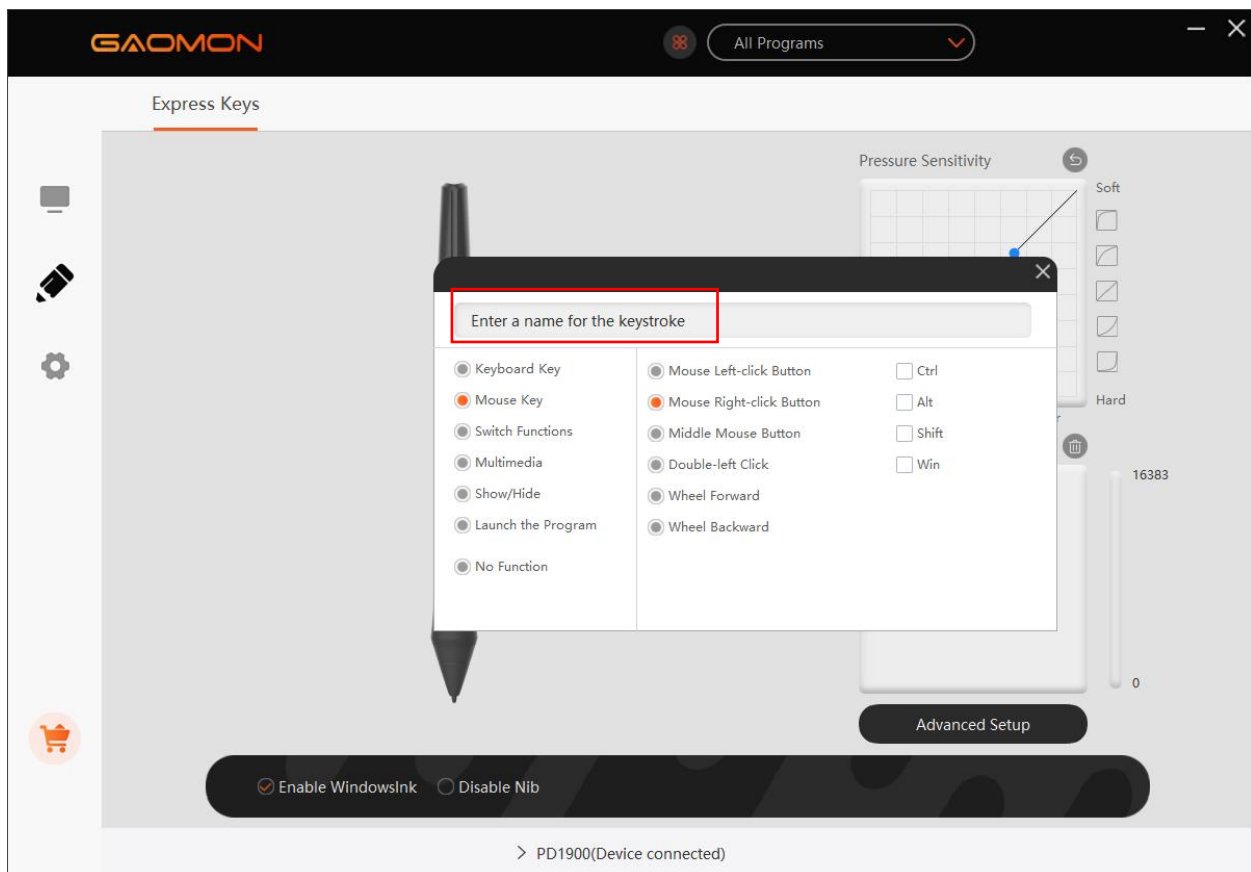 GAOMON
All Programs
Express Keys
Pressure Sensitivity
Soft
Enter a name for the keystroke
Keyboard Key
Mouse Left-click Button
Ctrl
Mouse Key
Mouse Right-click Button
Alt
Hard
Switch Functions
Middle Mouse Button
Shift
Multimedia
Double-left Click
Win
16383
Show/Hide
Wheel Forward
Launch the Program
Wheel Backward
No Function
0
Advanced Setup
Enable WindowsInk
Disable Nib
PD1900(Device connected)